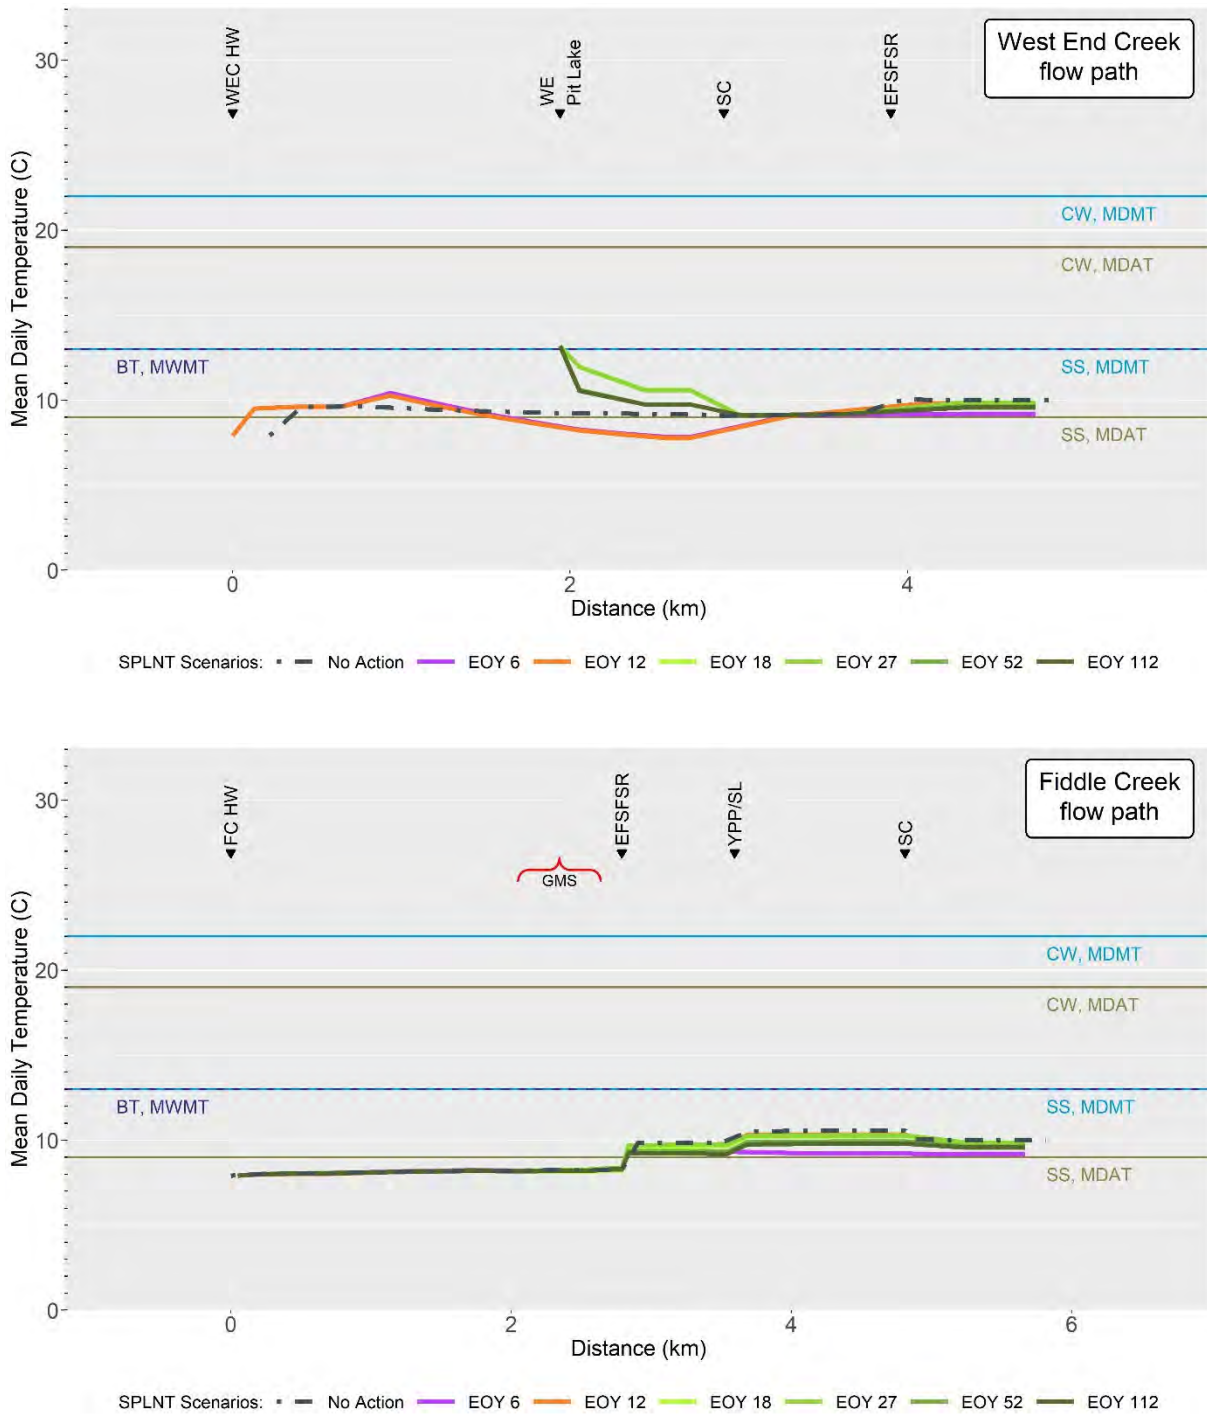 West End Creek
flow path
WEC HW
WE
Pit Lake
SC
EFSFSR
Mean Daily Temperature (C)
30
20
10
0
CW, MDMT
CW, MDAT
BT, MWMT
SS, MDMT
SS, MDAT
0 2 4
Distance (km)
SPLNT Scenarios: No Action EOY 6 EOY 12 EOY 18 EOY 27 EOY 52 EOY 112
Fiddle Creek
flow path
FC HW
GMS
EFSFSR
YPP/SL
SC
Mean Daily Temperature (C)
30
20
10
0
CW, MDMT
CW, MDAT
BT, MWMT
SS, MDMT
SS, MDAT
0 2 4 6
Distance (km)
SPLNT Scenarios: No Action EOY 6 EOY 12 EOY 18 EOY 27 EOY 52 EOY 112